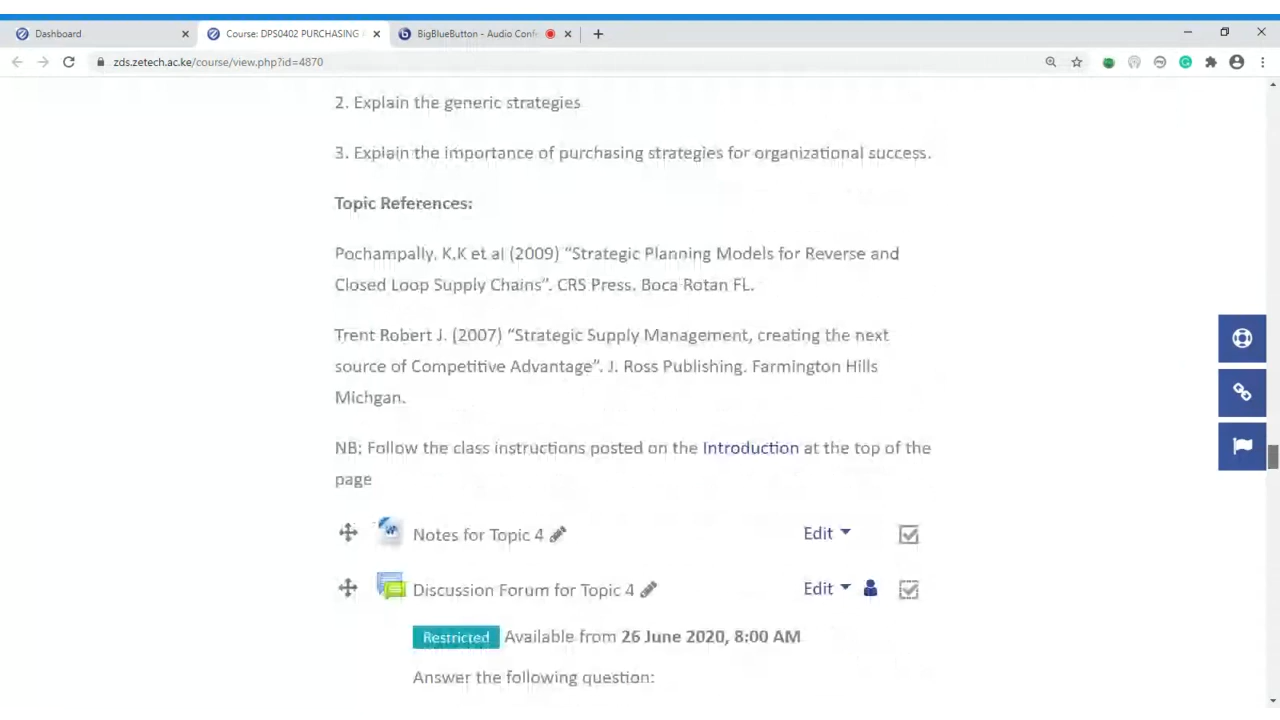 Dashboard
Course: DPS0402 PURCHASING
BigBlueButton - Audio Confe
zds.zetech.ac.ke/course/view.php?id=4870
2. Explain the generic strategies
3. Explain the importance of purchasing strategies for organizational success.
Topic References:
Pochampally, K.K et al (2009) “Strategic Planning Models for Reverse and
Closed Loop Supply Chains”. CRS Press. Boca Rotan FL.
Trent Robert J. (2007) “Strategic Supply Management, creating the next
source of Competitive Advantage”. J. Ross Publishing. Farmington Hills
Michgan.
NB; Follow the class instructions posted on the Introduction at the top of the
page
Notes for Topic 4 Edit
Discussion Forum for Topic 4 Edit
Restricted Available from 26 June 2020, 8:00 AM
Answer the following question: